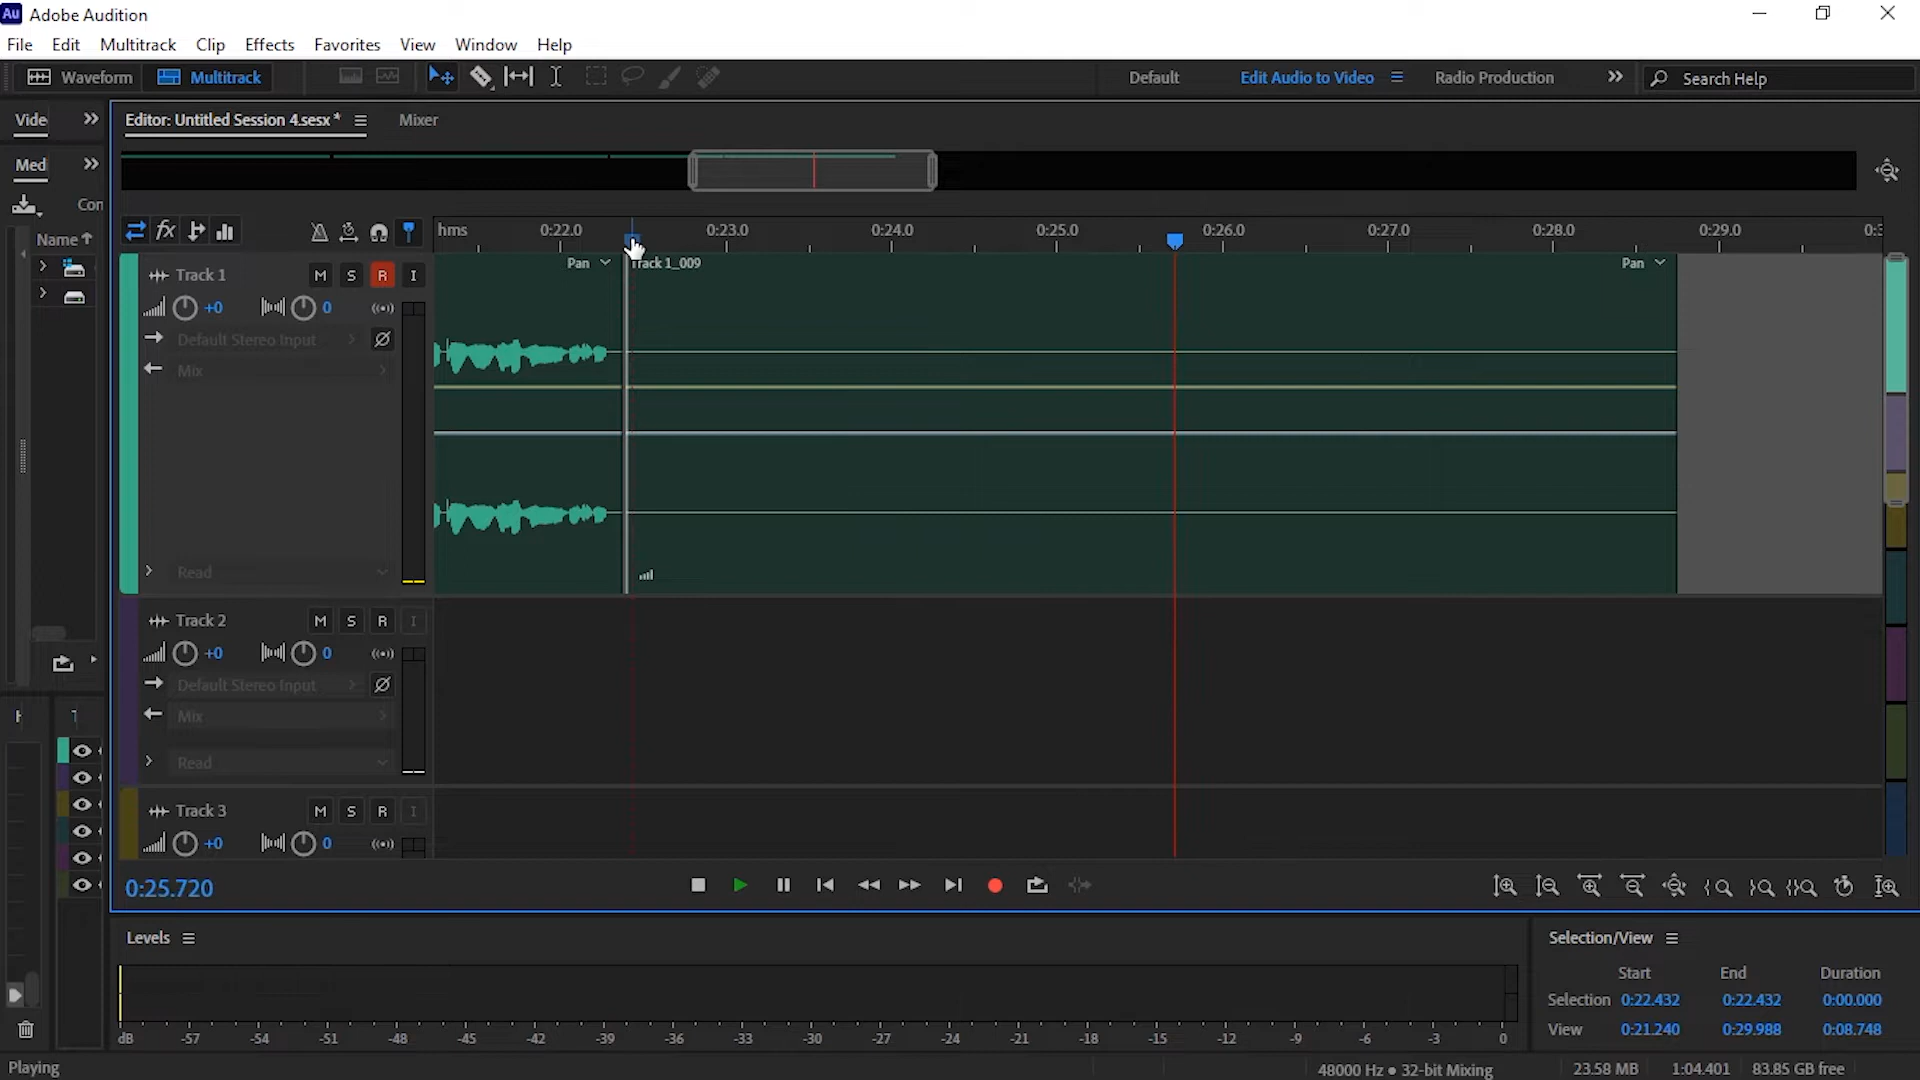 Au Adobe Audition
File Edit Multitrack Clip Effects Favorites View Window Help
Waveform Multitrack Default Edit Audio to Video Radio Production Search Help
Vide Editor: Untitled Session 4.sesx * Mixer
Med
Con
Name
hms 0:22.0 0:23.0 0:24.0 0:25.0 0:26.0 0:27.0 0:28.0 0:29.0
Track 1 M S R I Pan Track 1_009 Pan
+0 0
Default Stereo Input
Mix
Read
Track 2 M S R I
+0 0
Default Stereo Input
Mix
Read
Track 3 M S R I
+0 0
0:25.720
Levels Selection/View
Start End Duration
Selection 0:22.432 0:22.432 0:00.000
View 0:21.240 0:29.988 0:08.748
dB -57 -54 -51 -48 -45 -42 -39 -36 -33 -30 -27 -24 -21 -18 -15 -12 -9 -6 -3 0
Playing 48000 Hz ● 32-bit Mixing 23.58 MB 1:04.401 83.85 GB free